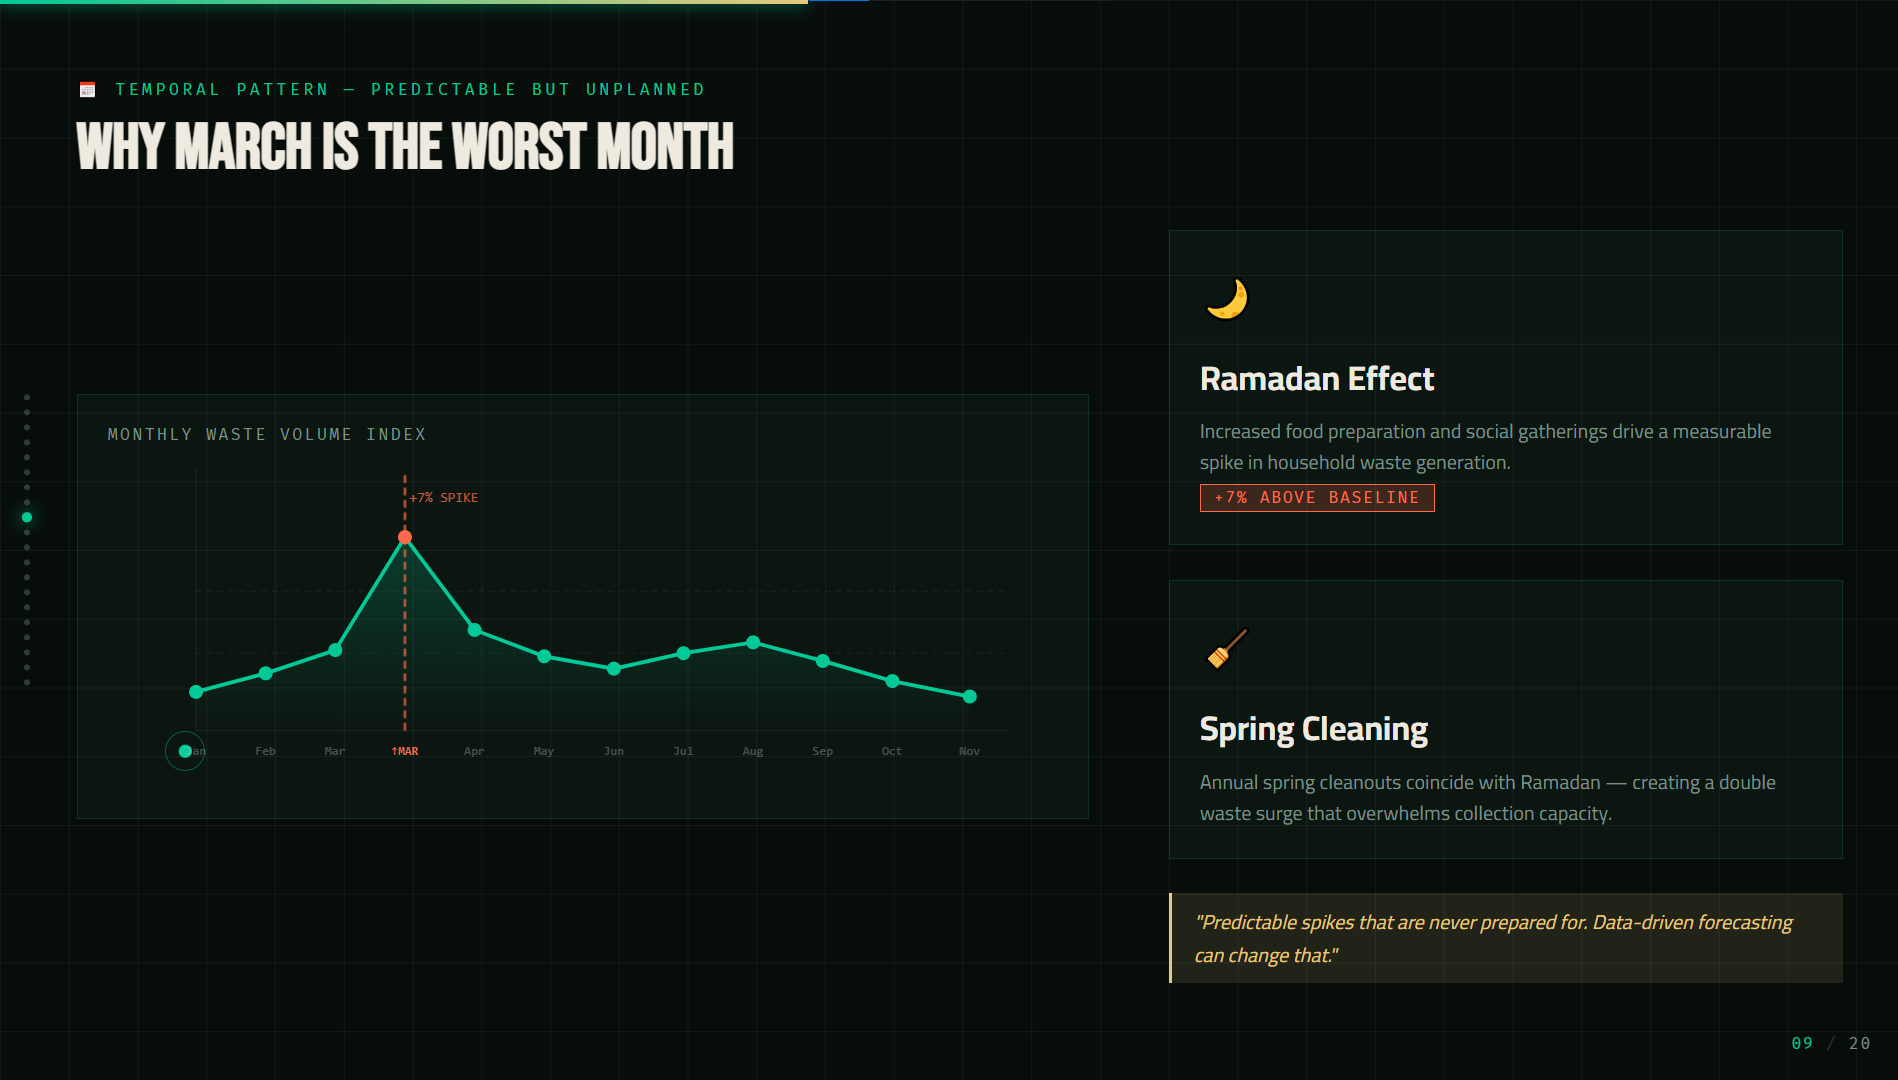 TEMPORAL PATTERN — PREDICTABLE BUT UNPLANNED
WHY MARCH IS THE WORST MONTH
MONTHLY WASTE VOLUME INDEX
+7% SPIKE
Jan Feb Mar ↑MAR Apr May Jun Jul Aug Sep Oct Nov
Ramadan Effect
Increased food preparation and social gatherings drive a measurable
spike in household waste generation.
+7% ABOVE BASELINE
Spring Cleaning
Annual spring cleanouts coincide with Ramadan — creating a double
waste surge that overwhelms collection capacity.
"Predictable spikes that are never prepared for. Data-driven forecasting
can change that."
09 / 20